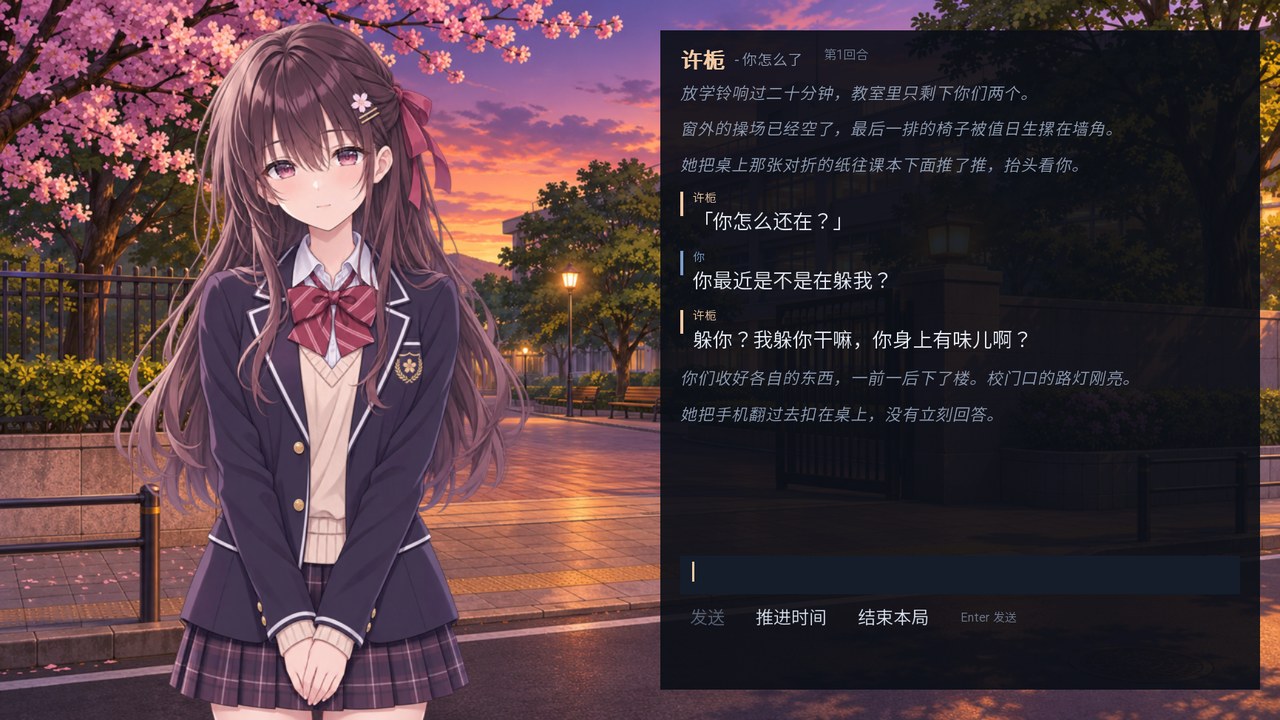 许栀 - 你怎么了 第1回合
放学铃响过二十分钟，教室里只剩下你们两个。
窗外的操场已经空了，最后一排的椅子被值日生摞在墙角。
她把桌上那张对折的纸往课本下面推了推，抬头看你。
许栀
「你怎么还在？」
你
你最近是不是在躲我？
许栀
躲你？我躲你干嘛，你身上有味儿啊？
你们收好各自的东西，一前一后下了楼。校门口的路灯刚亮。
她把手机翻过去扣在桌上，没有立刻回答。
发送 推进时间 结束本局 Enter 发送